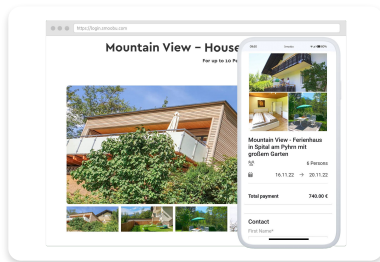 https://login.smoobu.com
Mountain View – House
For up to 10 Pe
Mountain View - Ferienhaus
in Spital am Pyhrn mit
großem Garten
6 Persons
16.11.22 → 20.11.22
Total payment 740.00 €
Contact
First Name*